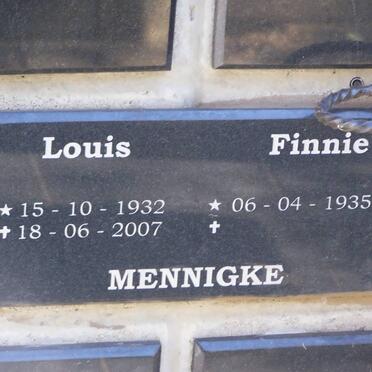 Louis Finnie
★ 15 - 10 - 1932 ★ 06 - 04 - 1935
✝ 18 - 06 - 2007 ✝
MENNIGKE